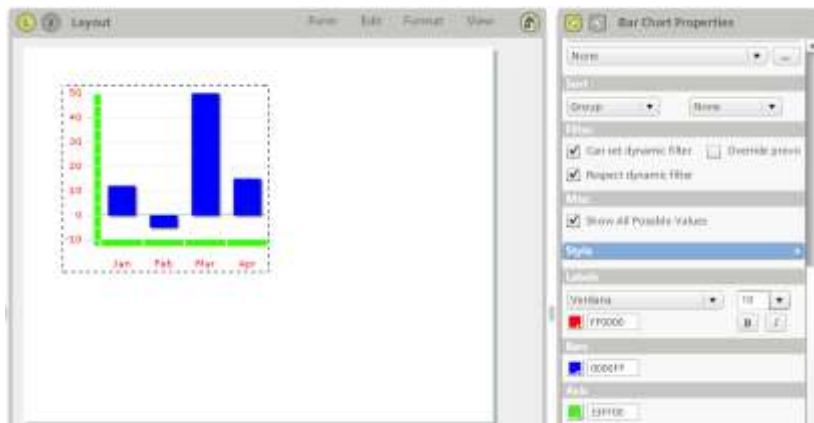 Layout
Form Edit Format View
50
40
30
20
10
0
-10
Jan Feb Mar Apr
Bar Chart Properties
None
...
Sort
Group
None
Filter
Can set dynamic filter
Override previo
Respect dynamic filter
Misc
Show All Possible Values
Style
Labels
Verdana
10
FF0000
B I
Bars
0000FF
Axis